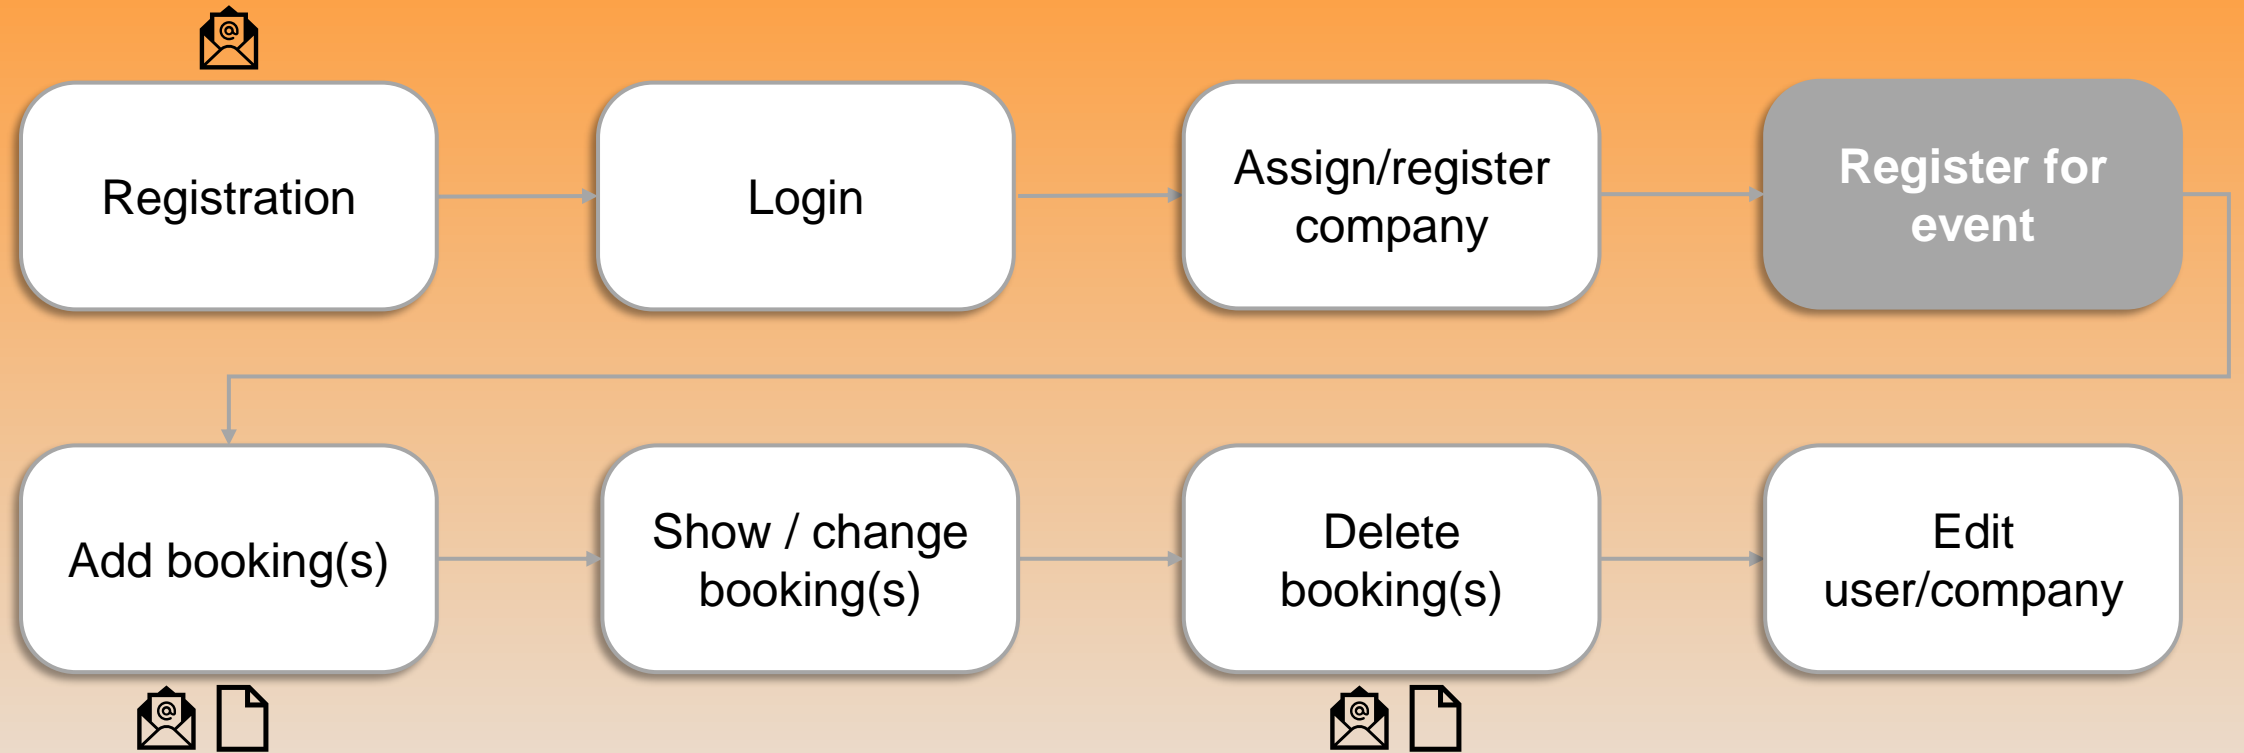 @
Registration
Login
Assign/register
company
Register for
event
Add booking(s)
Show / change
booking(s)
Delete
booking(s)
Edit
user/company
@
@